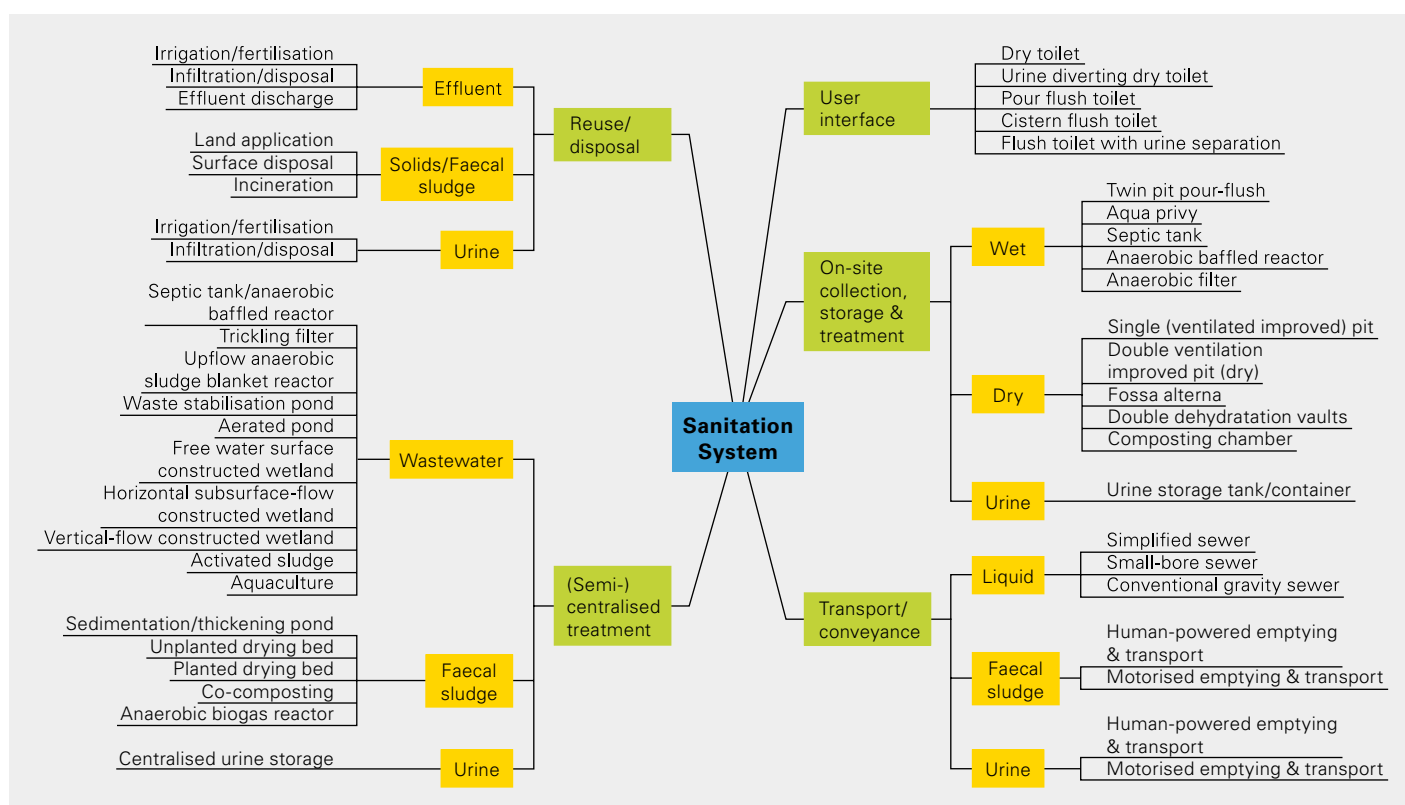 Irrigation/fertilisation
Infiltration/disposal
Effluent discharge
Effluent
Land application
Surface disposal
Incineration
Solids/Faecal
sludge
Irrigation/fertilisation
Infiltration/disposal
Urine
Reuse/
disposal
Septic tank/anaerobic
baffled reactor
Trickling filter
Upflow anaerobic
sludge blanket reactor
Waste stabilisation pond
Aerated pond
Free water surface
constructed wetland
Horizontal subsurface-flow
constructed wetland
Vertical-flow constructed wetland
Activated sludge
Aquaculture
Wastewater
Sedimentation/thickening pond
Unplanted drying bed
Planted drying bed
Co-composting
Anaerobic biogas reactor
Faecal
sludge
Centralised urine storage
Urine
(Semi-)
centralised
treatment
Sanitation
System
User
interface
Dry toilet
Urine diverting dry toilet
Pour flush toilet
Cistern flush toilet
Flush toilet with urine separation
On-site
collection,
storage &
treatment
Wet
Twin pit pour-flush
Aqua privy
Septic tank
Anaerobic baffled reactor
Anaerobic filter
Dry
Single (ventilated improved) pit
Double ventilation
improved pit (dry)
Fossa alterna
Double dehydratation vaults
Composting chamber
Urine
Urine storage tank/container
Transport/
conveyance
Liquid
Simplified sewer
Small-bore sewer
Conventional gravity sewer
Faecal
sludge
Human-powered emptying
& transport
Motorised emptying & transport
Urine
Human-powered emptying
& transport
Motorised emptying & transport